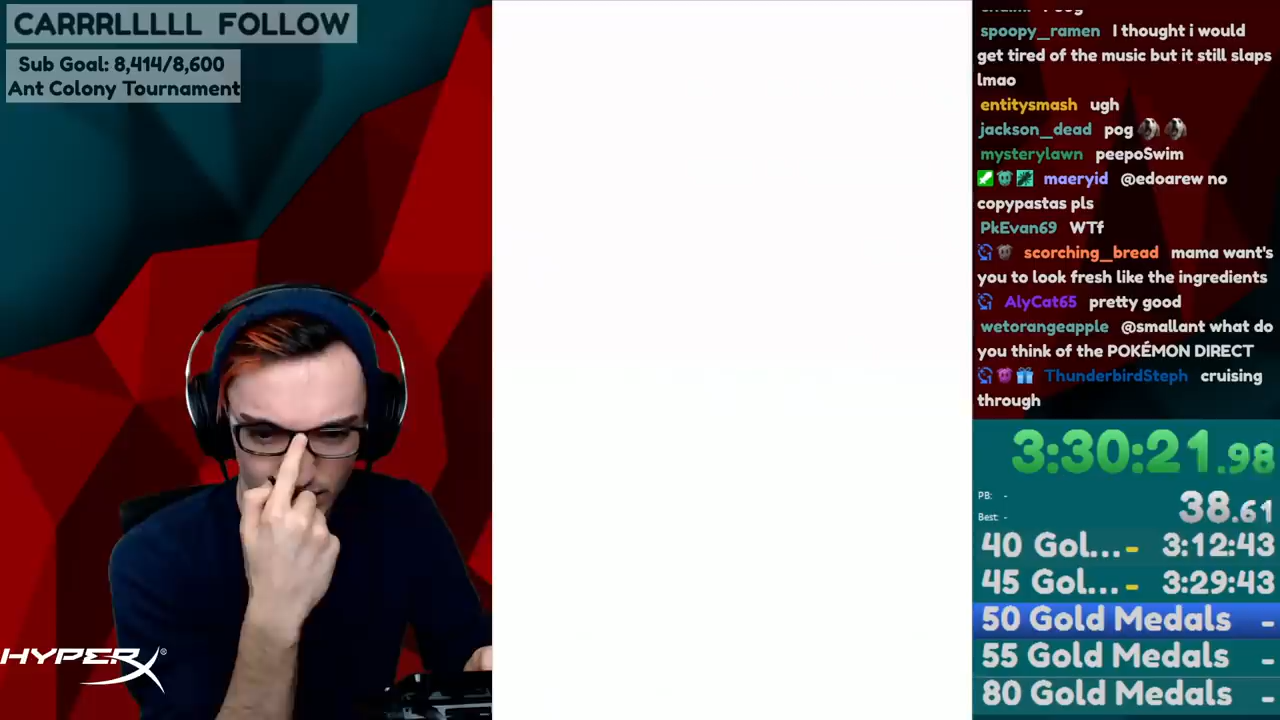 CARRRLLLLL FOLLOW
Sub Goal: 8,414/8,600
Ant Colony Tournament
HYPERX
spoopy_ramen I thought i would
get tired of the music but it still slaps
lmao
entitysmash ugh
jackson_dead pog
mysterylawn peepoSwim
maeryid @edoarew no
copypastas pls
PkEvan69 WTf
scorching_bread mama want's
you to look fresh like the ingredients
AlyCat65 pretty good
wetorangeapple @smallant what do
you think of the POKÉMON DIRECT
ThunderbirdSteph cruising
through
3:30:21.98
PB: -
Best: -
38.61
40 Gol... - 3:12:43
45 Gol... - 3:29:43
50 Gold Medals -
55 Gold Medals -
80 Gold Medals -